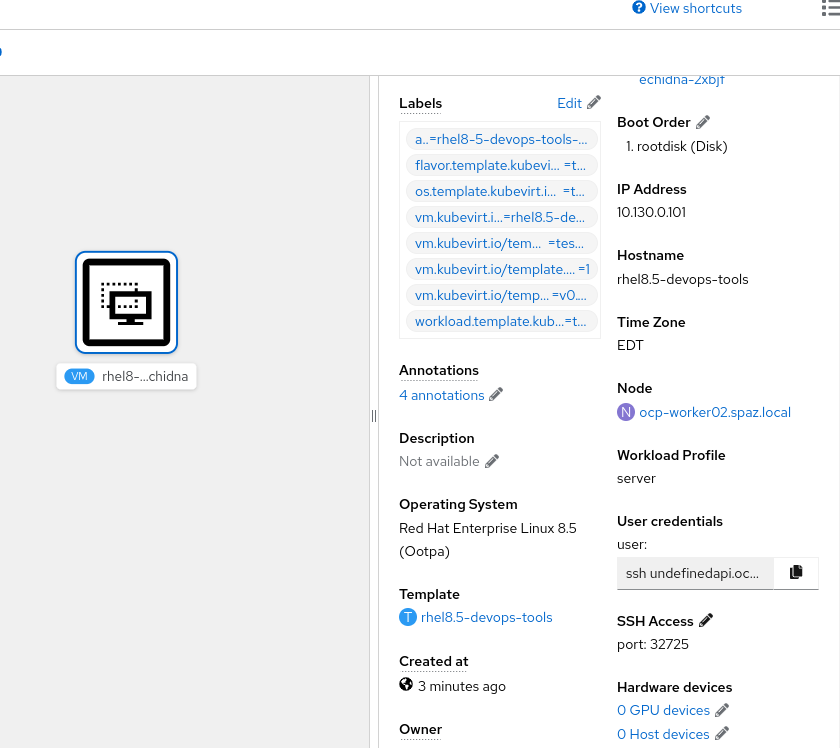 View shortcuts
VM rhel8-...chidna
Labels
Edit
a..=rhel8-5-devops-tools-...
flavor.template.kubevi... =t...
os.template.kubevirt.i... =t...
vm.kubevirt.i...=rhel8.5-de...
vm.kubevirt.io/tem... =tes...
vm.kubevirt.io/template.... =1
vm.kubevirt.io/temp... =v0....
workload.template.kub...=t...
Annotations
4 annotations
Description
Not available
Operating System
Red Hat Enterprise Linux 8.5
(Ootpa)
Template
T rhel8.5-devops-tools
Created at
3 minutes ago
Owner
echidna-2xbjf
Boot Order
1. rootdisk (Disk)
IP Address
10.130.0.101
Hostname
rhel8.5-devops-tools
Time Zone
EDT
Node
N ocp-worker02.spaz.local
Workload Profile
server
User credentials
user:
ssh undefinedapi.oc...
SSH Access
port: 32725
Hardware devices
0 GPU devices
0 Host devices